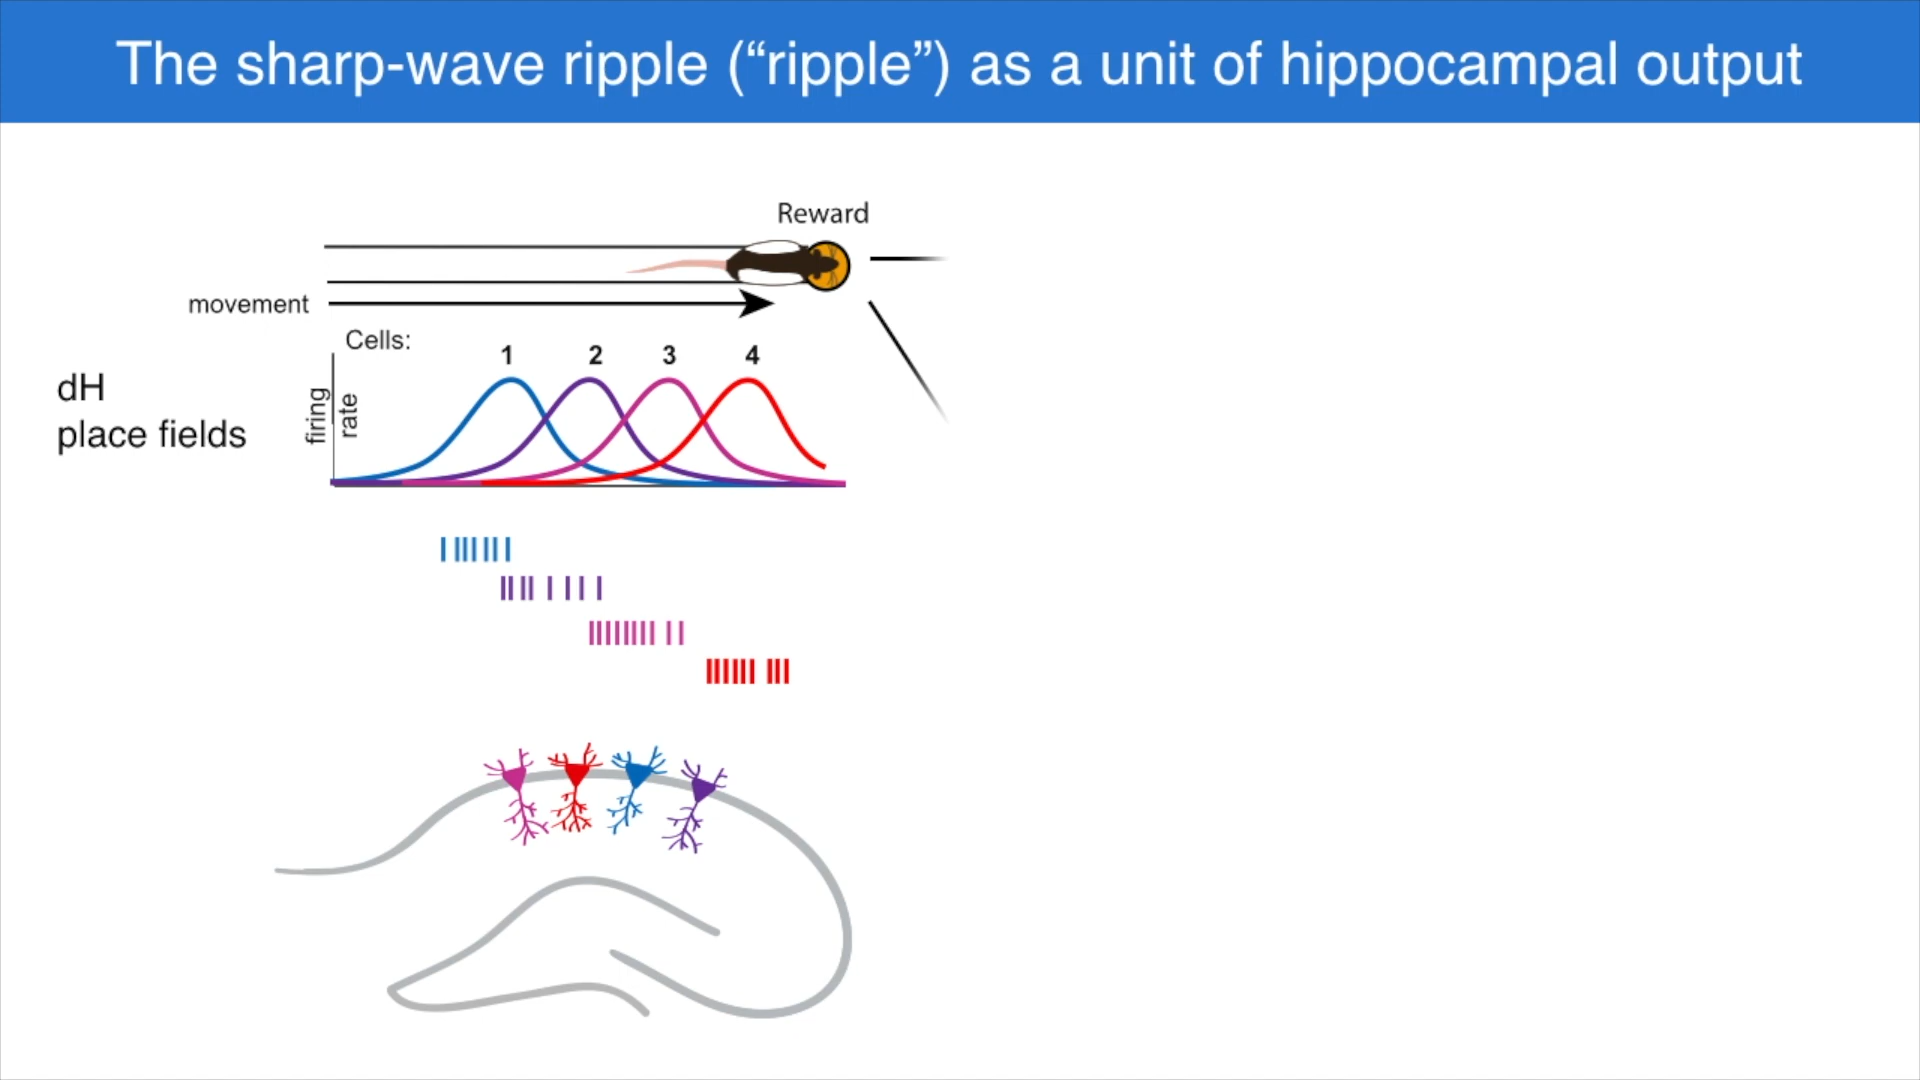 The sharp-wave ripple (“ripple”) as a unit of hippocampal output
Reward
movement
Cells:
1 2 3 4
firing
rate
dH
place fields